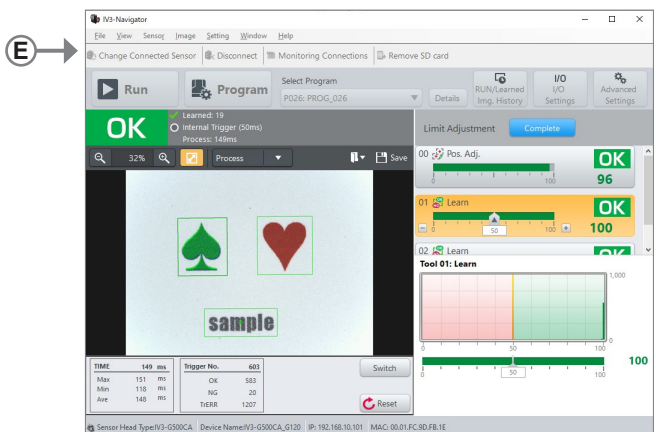 IV3-Navigator
File View Sensor Image Setting Window Help
E
Change Connected Sensor Disconnect Monitoring Connections Remove SD card
Run Program Select Program
P026: PROG_026 Details
RUN/Learned
Img. History
I/O
I/O
Settings
Advanced
Settings
OK
Learned: 19
Internal Trigger (50ms)
Process: 149ms
Limit Adjustment Complete
32% Process Save
00 Pos. Adj. OK
0 100 96
01 Learn OK
0 50 100 100
02 Learn OK
sample
Tool 01: Learn
1,000
0
0 50 100
100
0 50 100
TIME 149 ms
Max 151 ms
Min 118 ms
Ave 148 ms
Trigger No. 603
OK 583
NG 20
TrERR 1207
Switch
Reset
Sensor Head Type:IV3-G500CA Device Name:IV3-G500CA_G120 IP: 192.168.10.101 MAC: 00.01.FC.9D.FB.1E